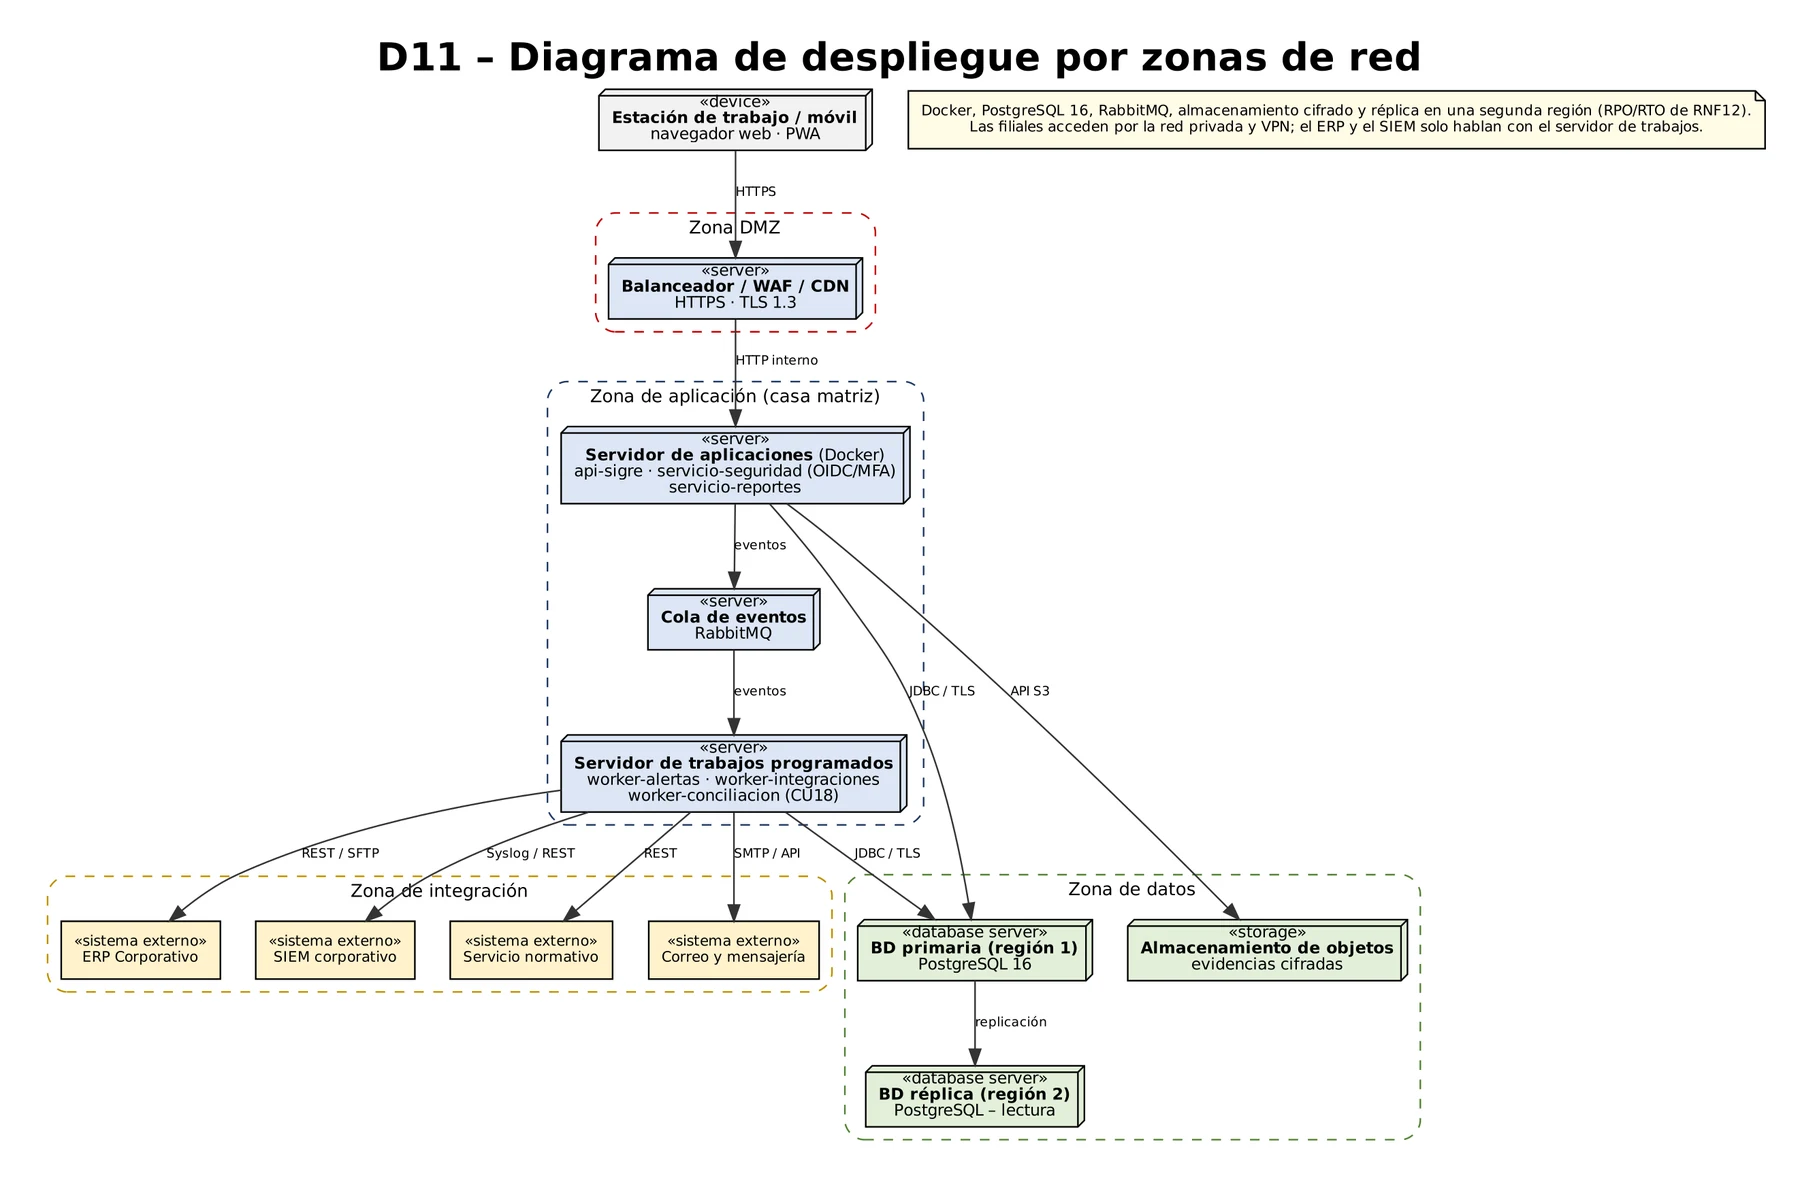 D11 – Diagrama de despliegue por zonas de red
«device»
Estación de trabajo / móvil
navegador web · PWA
Docker, PostgreSQL 16, RabbitMQ, almacenamiento cifrado y réplica en una segunda región (RPO/RTO de RNF12).
Las filiales acceden por la red privada y VPN; el ERP y el SIEM solo hablan con el servidor de trabajos.
HTTPS
Zona DMZ
«server»
Balanceador / WAF / CDN
HTTPS · TLS 1.3
HTTP interno
Zona de aplicación (casa matriz)
«server»
Servidor de aplicaciones (Docker)
api-sigre · servicio-seguridad (OIDC/MFA)
servicio-reportes
eventos
«server»
Cola de eventos
RabbitMQ
eventos
JDBC / TLS
API S3
«server»
Servidor de trabajos programados
worker-alertas · worker-integraciones
worker-conciliacion (CU18)
REST / SFTP
Syslog / REST
REST
SMTP / API
JDBC / TLS
Zona de integración
«sistema externo»
ERP Corporativo
«sistema externo»
SIEM corporativo
«sistema externo»
Servicio normativo
«sistema externo»
Correo y mensajería
Zona de datos
«database server»
BD primaria (región 1)
PostgreSQL 16
«storage»
Almacenamiento de objetos
evidencias cifradas
replicación
«database server»
BD réplica (región 2)
PostgreSQL – lectura